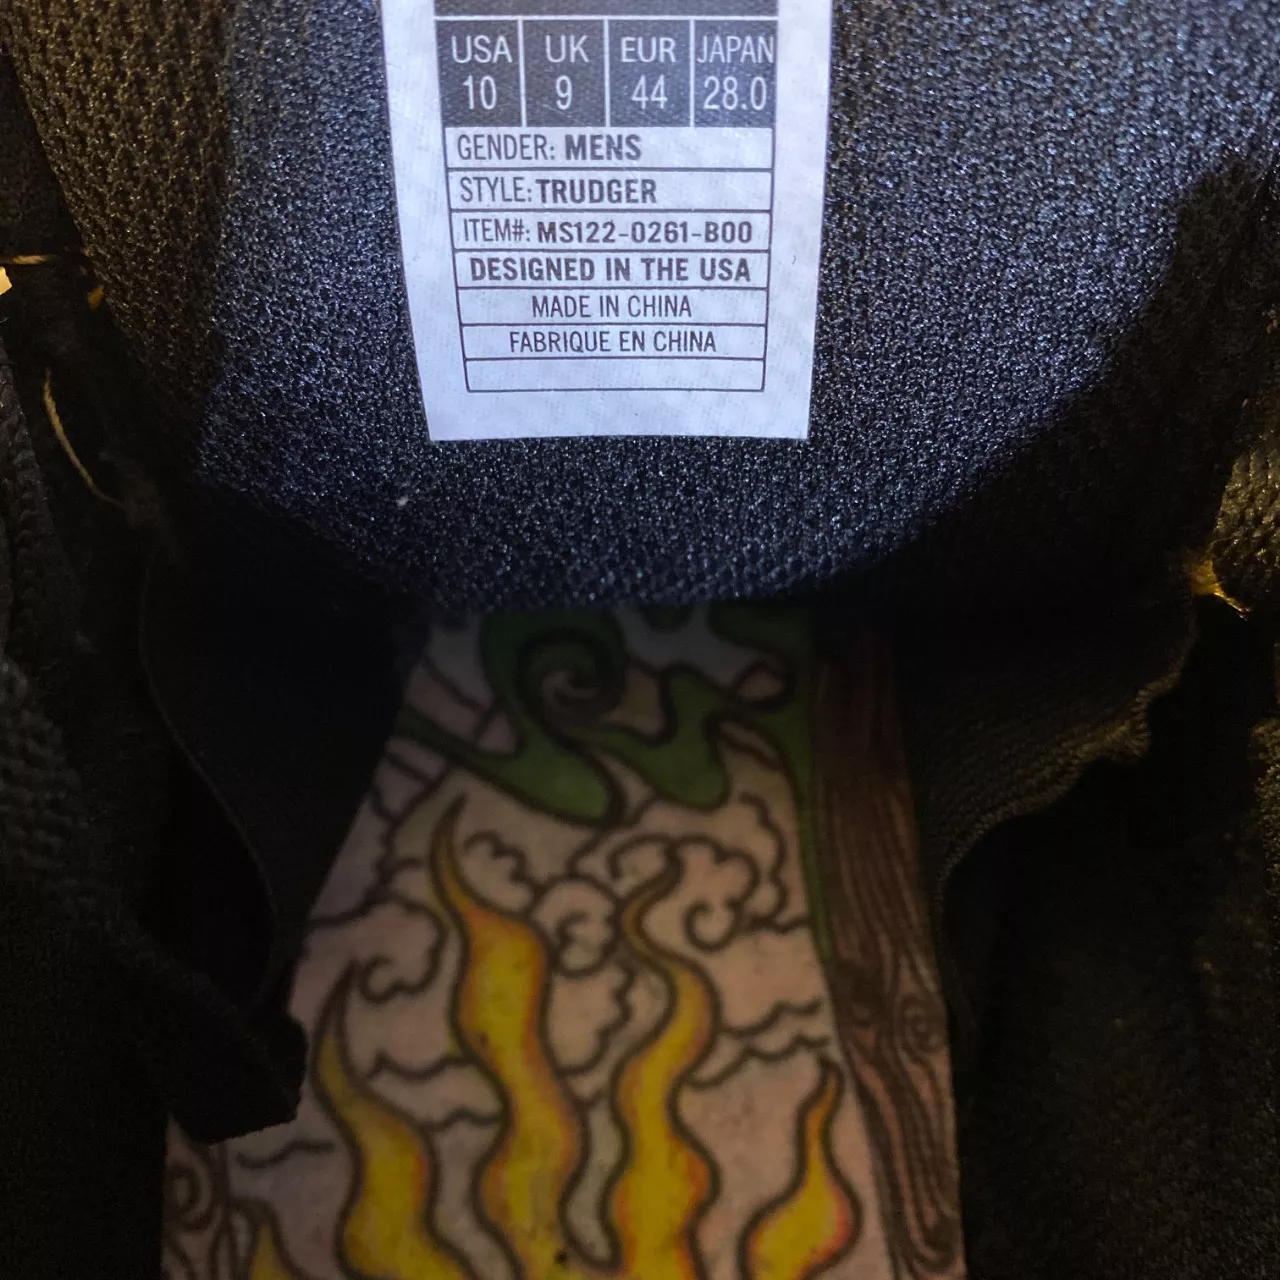 USA UK EUR JAPAN
10 9 44 28.0
GENDER: MENS
STYLE: TRUDGER
ITEM#: MS122-0261-B00
DESIGNED IN THE USA
MADE IN CHINA
FABRIQUE EN CHINA